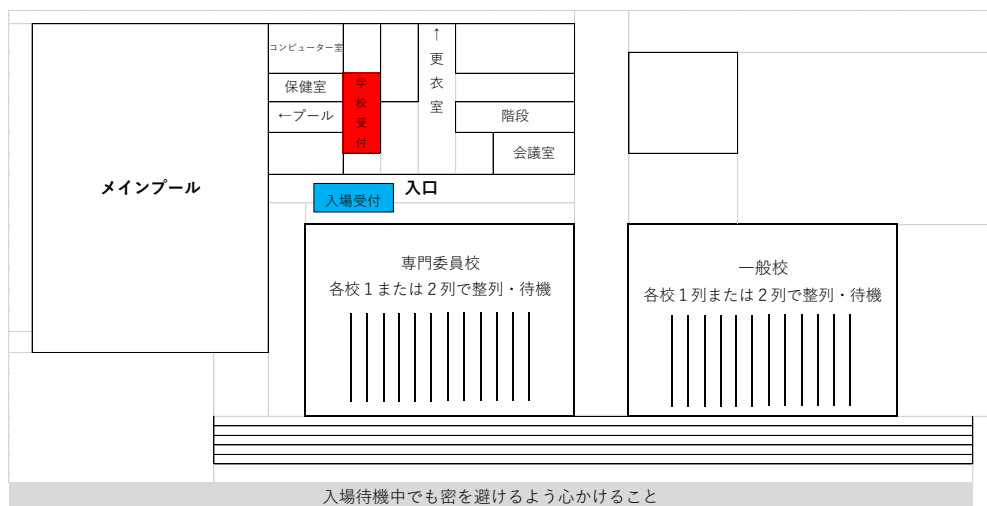 コンピューター室
↑更衣室
保健室
学校受付
←プール
階段
会議室
メインプール
入口
入場受付
専門委員校
各校１または２列で整列・待機
一般校
各校１列または２列で整列・待機
入場待機中でも密を避けるよう心かけること